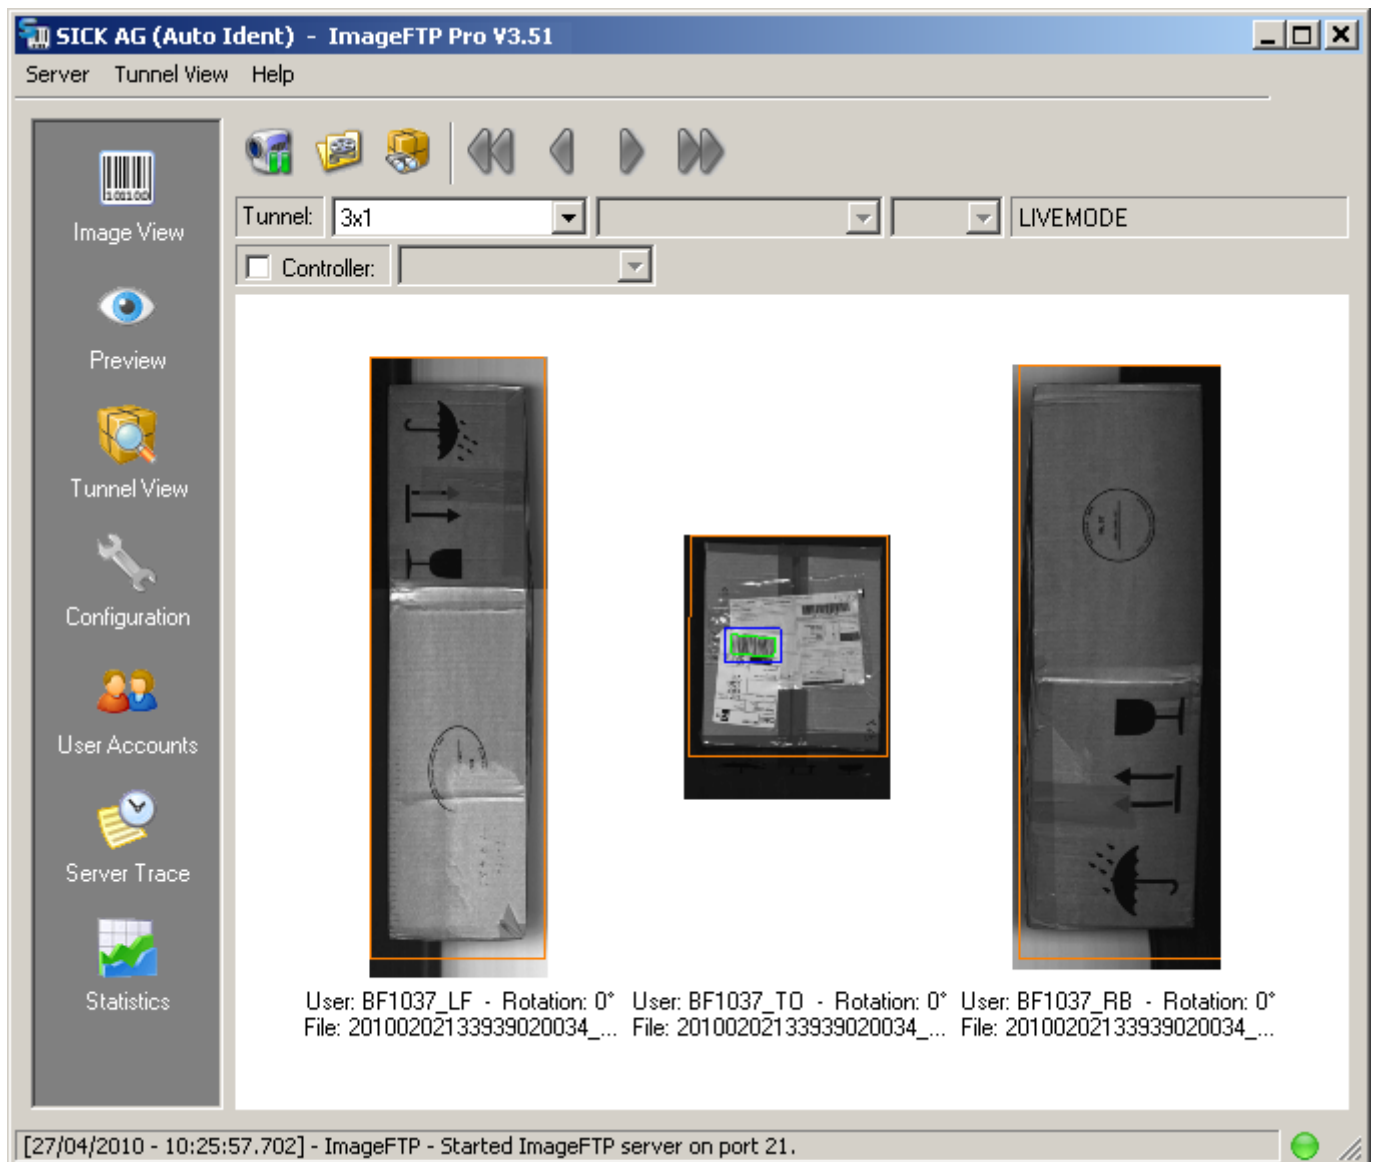 SICK AG (Auto Ident) - ImageFTP Pro V3.51
Server Tunnel View Help
Image View
Preview
Tunnel View
Configuration
User Accounts
Server Trace
Statistics
Tunnel: 3x1 LIVEMODE
Controller:
User: BF1037_LF - Rotation: 0°
File: 20100202133939020034_...
User: BF1037_TO - Rotation: 0°
File: 20100202133939020034_...
User: BF1037_RB - Rotation: 0°
File: 20100202133939020034_...
[27/04/2010 - 10:25:57.702] - ImageFTP - Started ImageFTP server on port 21.